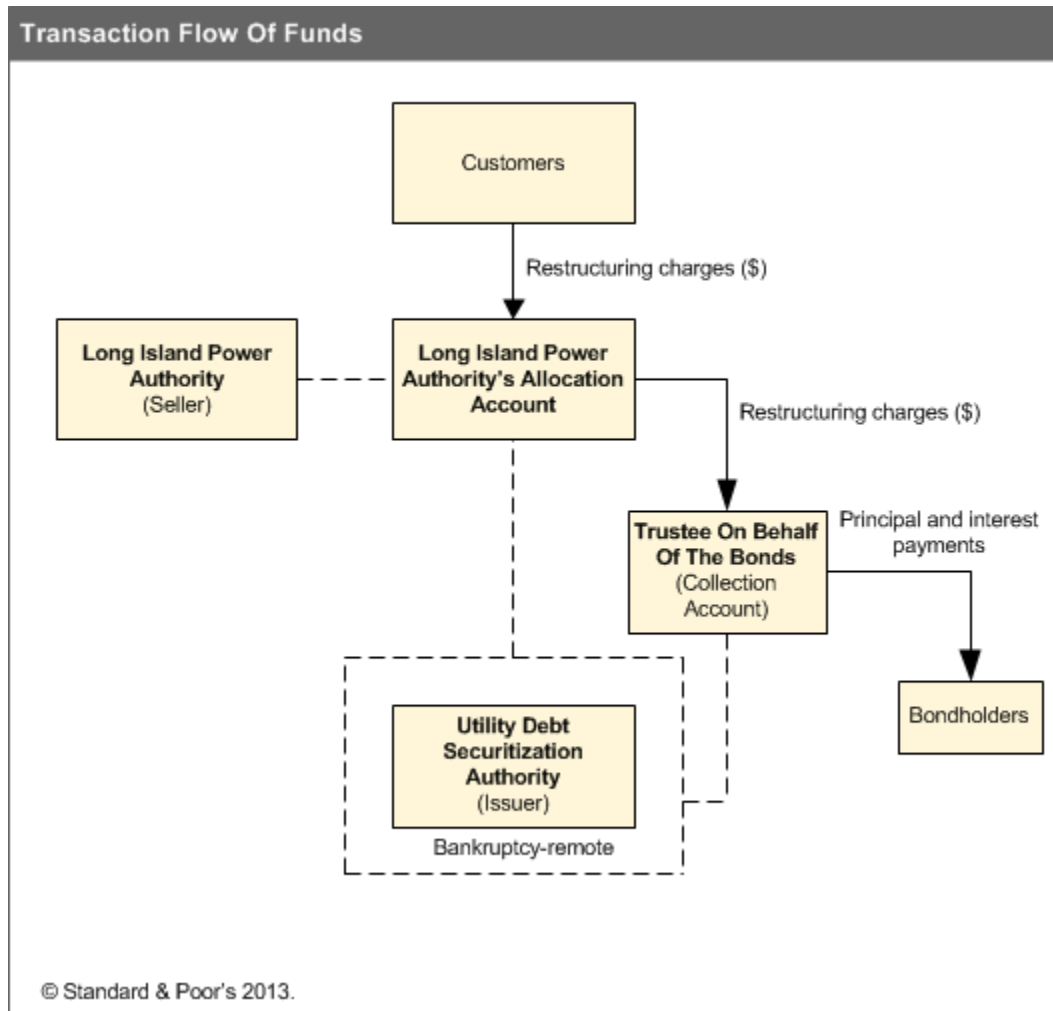 Transaction Flow Of Funds
Customers
Restructuring charges ($)
Long Island Power
Authority
(Seller)
Long Island Power
Authority's Allocation
Account
Restructuring charges ($)
Trustee On Behalf
Of The Bonds
(Collection
Account)
Principal and interest
payments
Bondholders
Utility Debt
Securitization
Authority
(Issuer)
Bankruptcy-remote
© Standard & Poor's 2013.